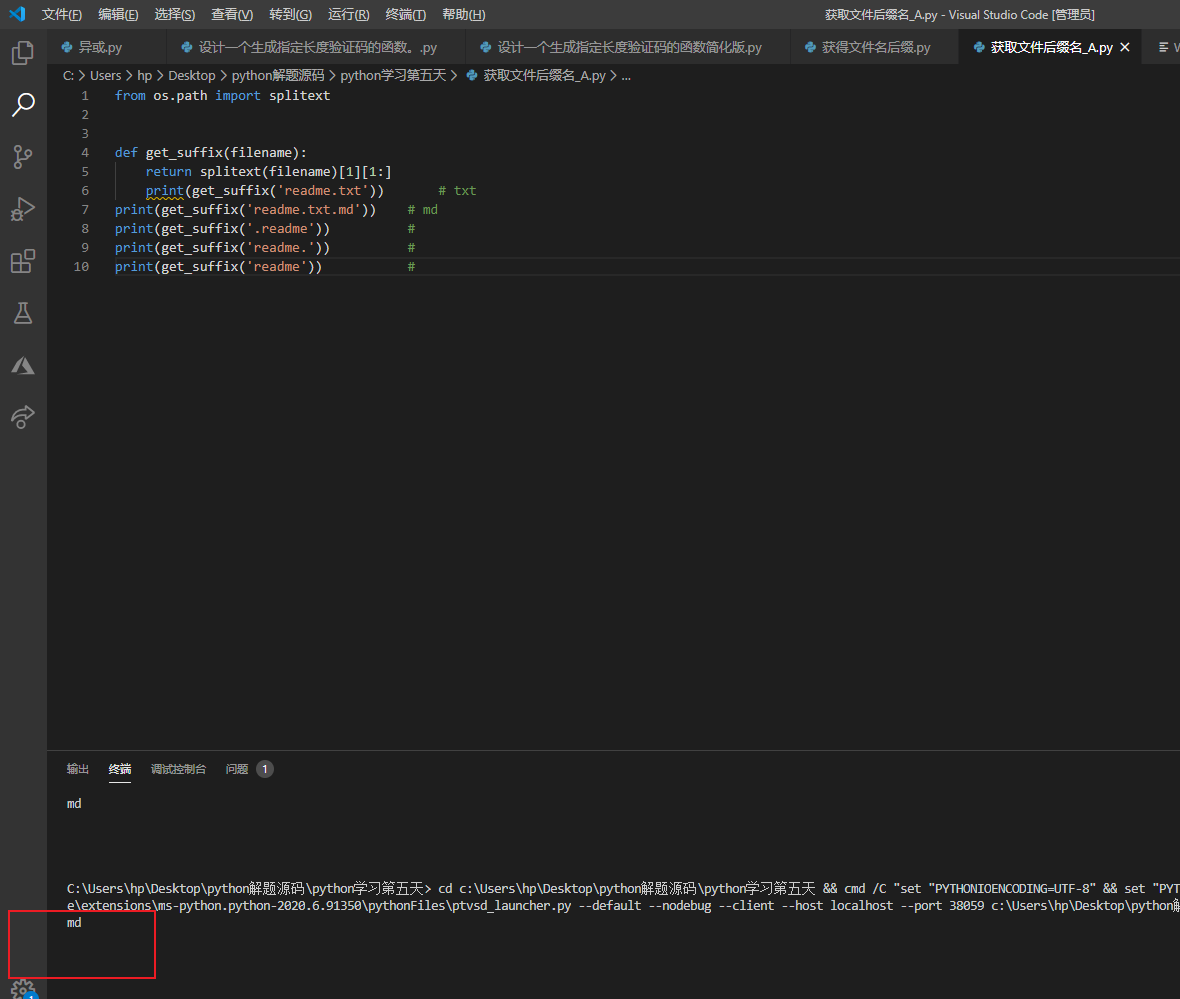 文件(F) 编辑(E) 选择(S) 查看(V) 转到(G) 运行(R) 终端(T) 帮助(H) 获取文件后缀名_A.py - Visual Studio Code [管理员]
异或.py 设计一个生成指定长度验证码的函数。.py 设计一个生成指定长度验证码的函数简化版.py 获得文件名后缀.py 获取文件后缀名_A.py
C: > Users > hp > Desktop > python解题源码 > python学习第五天 > 获取文件后缀名_A.py > ...
1 from os.path import splitext
2
3
4 def get_suffix(filename):
5 return splitext(filename)[1][1:]
6 print(get_suffix('readme.txt')) # txt
7 print(get_suffix('readme.txt.md')) # md
8 print(get_suffix('.readme')) #
9 print(get_suffix('readme.')) #
10 print(get_suffix('readme')) #
输出 终端 调试控制台 问题 1
md
C:\Users\hp\Desktop\python解题源码\python学习第五天> cd c:\Users\hp\Desktop\python解题源码\python学习第五天 && cmd /C "set "PYTHONIOENCODING=UTF-8" && set "PYT
e\extensions\ms-python.python-2020.6.91350\pythonFiles\ptvsd_launcher.py --default --nodebug --client --host localhost --port 38059 c:\Users\hp\Desktop\python解
md
1